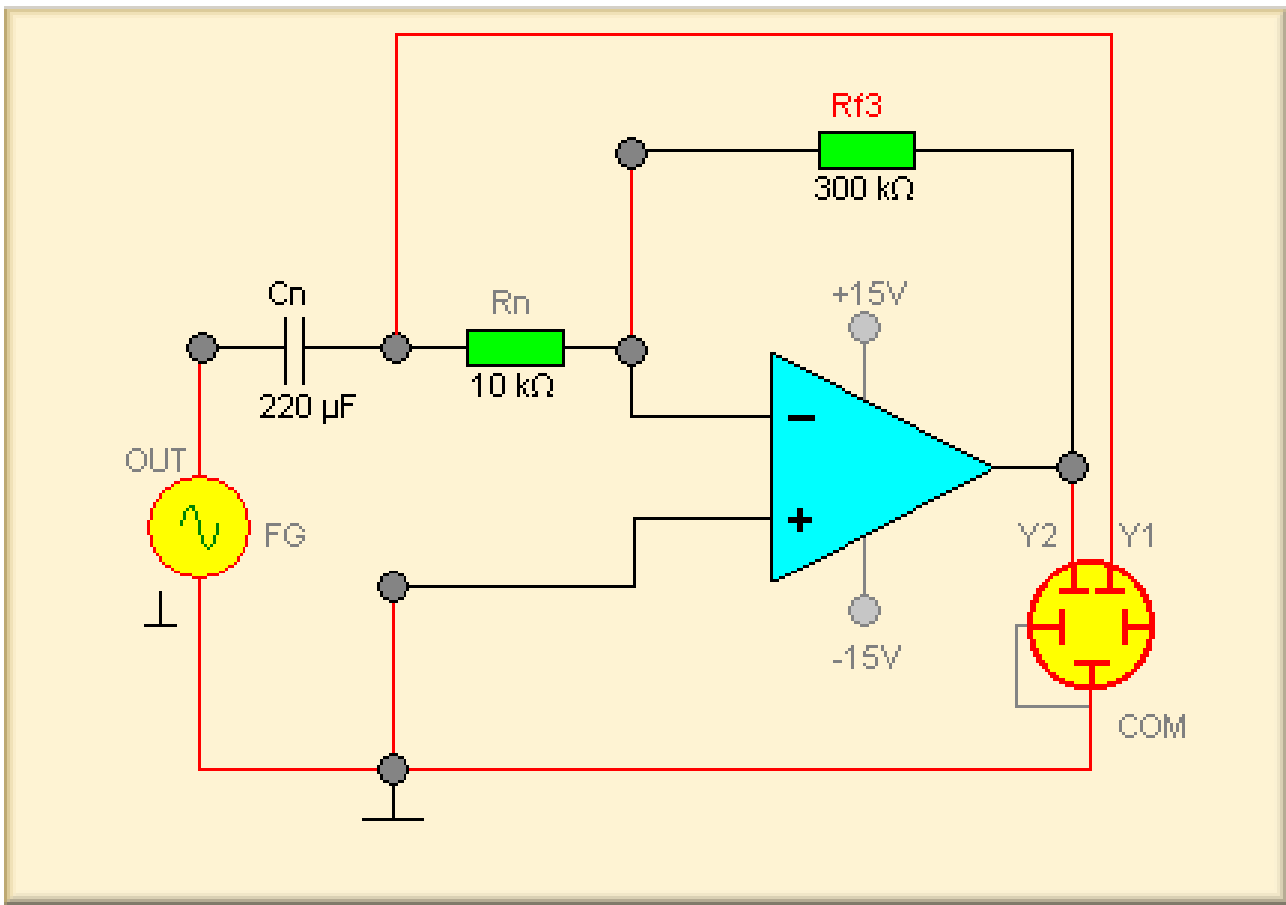 Rf3
300 kΩ
Cn
Rn
+15V
220 µF
10 kΩ
−
OUT
+
FG
Y2
Y1
-15V
COM